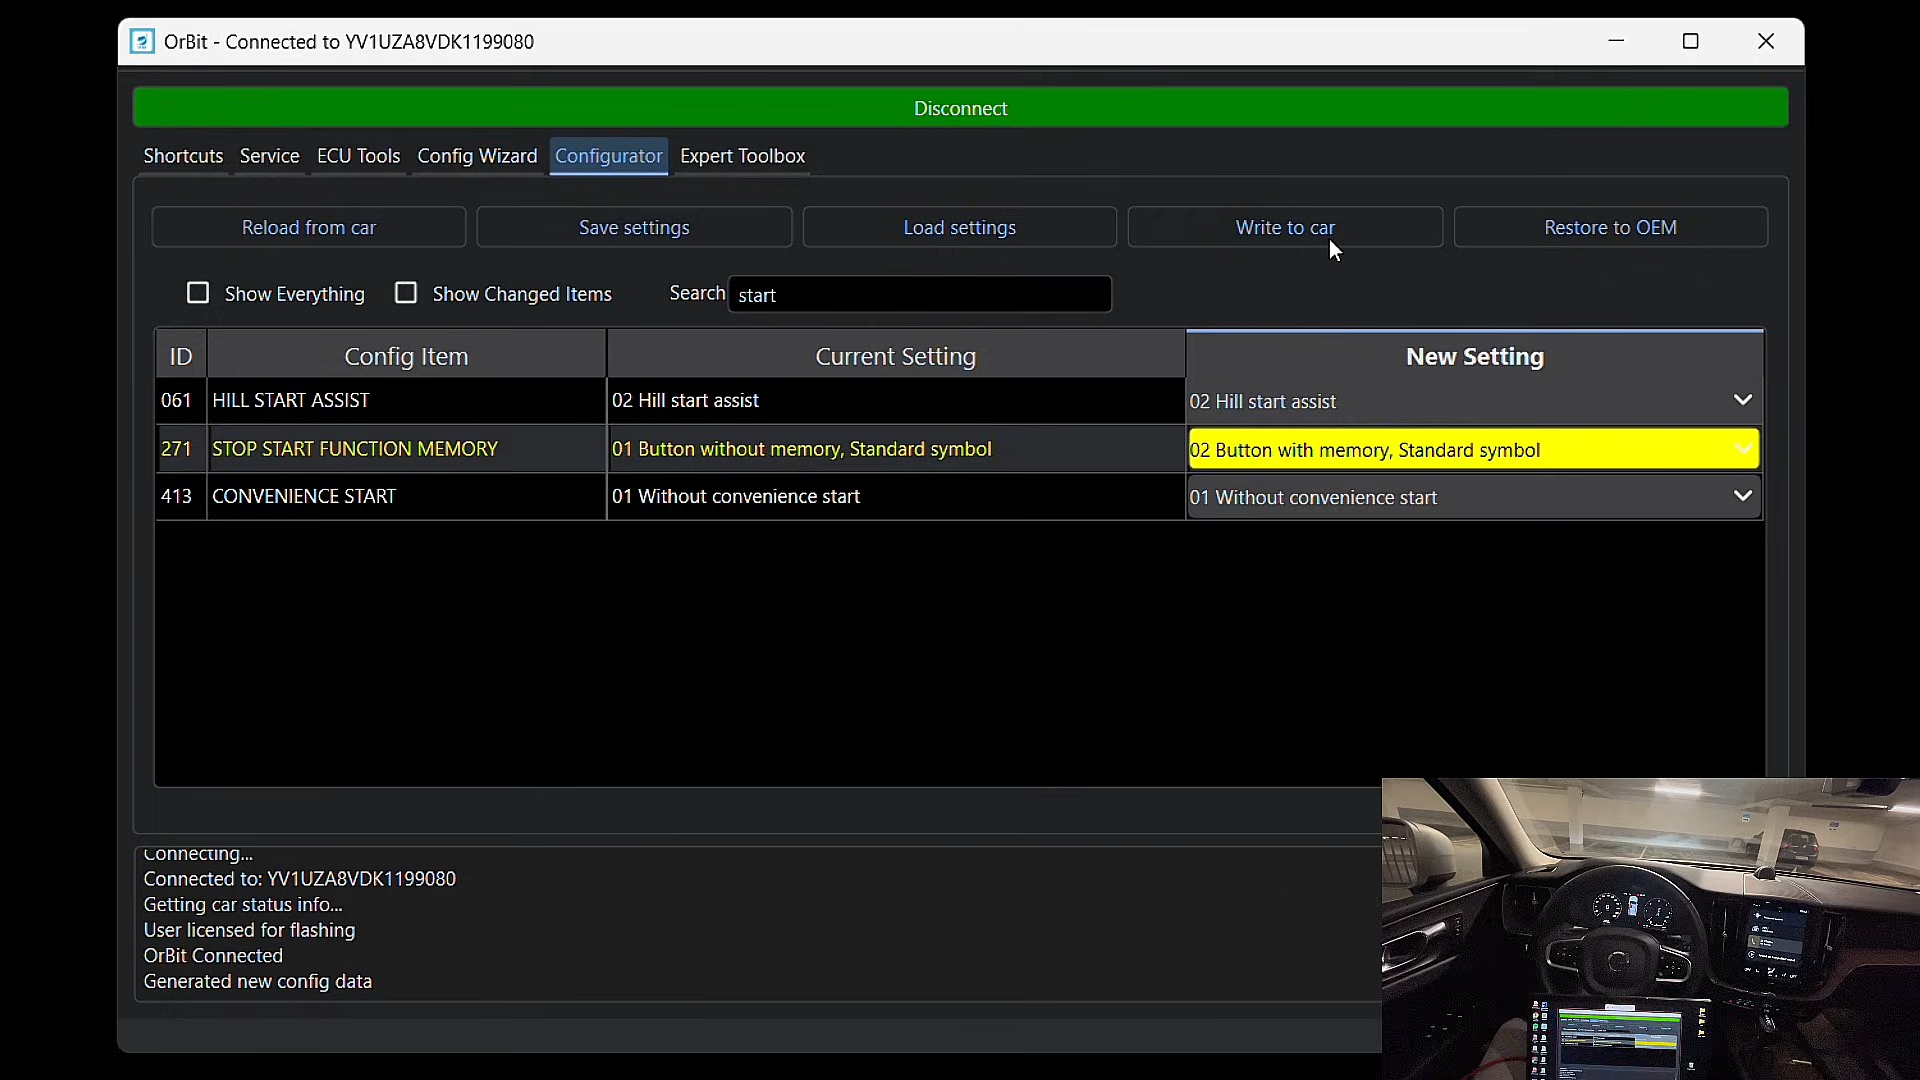 OrBit - Connected to YV1UZA8VDK1199080
Disconnect
Shortcuts Service ECU Tools Config Wizard Configurator Expert Toolbox
Reload from car Save settings Load settings Write to car Restore to OEM
Show Everything Show Changed Items Search start
ID Config Item Current Setting New Setting
061 HILL START ASSIST 02 Hill start assist 02 Hill start assist
271 STOP START FUNCTION MEMORY 01 Button without memory, Standard symbol 02 Button with memory, Standard symbol
413 CONVENIENCE START 01 Without convenience start 01 Without convenience start
Connecting...
Connected to: YV1UZA8VDK1199080
Getting car status info...
User licensed for flashing
OrBit Connected
Generated new config data